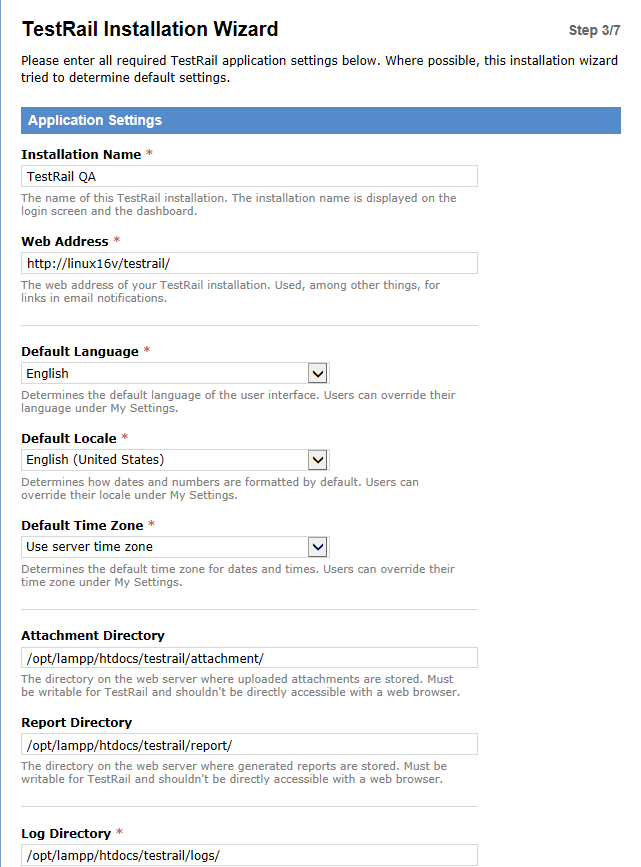 TestRail Installation Wizard
Step 3/7
Please enter all required TestRail application settings below. Where possible, this installation wizard
tried to determine default settings.
Application Settings
Installation Name *
TestRail QA
The name of this TestRail installation. The installation name is displayed on the
login screen and the dashboard.
Web Address *
http://linux16v/testrail/
The web address of your TestRail installation. Used, among other things, for
links in email notifications.
Default Language *
English
Determines the default language of the user interface. Users can override their
language under My Settings.
Default Locale *
English (United States)
Determines how dates and numbers are formatted by default. Users can
override their locale under My Settings.
Default Time Zone *
Use server time zone
Determines the default time zone for dates and times. Users can override their
time zone under My Settings.
Attachment Directory
/opt/lampp/htdocs/testrail/attachment/
The directory on the web server where uploaded attachments are stored. Must
be writable for TestRail and shouldn't be directly accessible with a web browser.
Report Directory
/opt/lampp/htdocs/testrail/report/
The directory on the web server where generated reports are stored. Must be
writable for TestRail and shouldn't be directly accessible with a web browser.
Log Directory *
/opt/lampp/htdocs/testrail/logs/